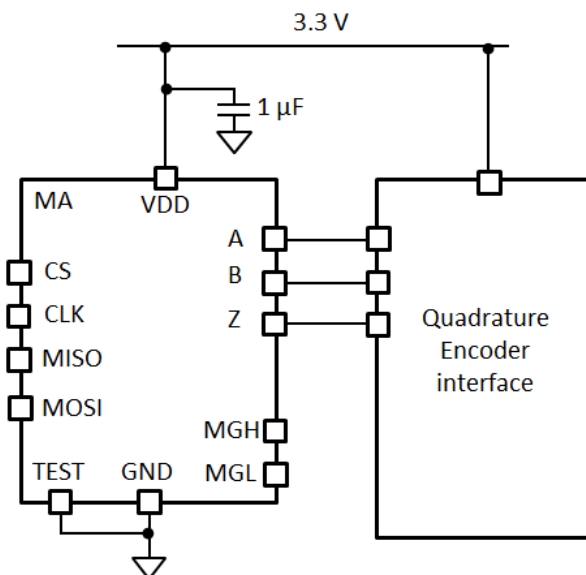 3.3 V
1 µF
MA
VDD
A
B
Z
CS
CLK
MISO
MOSI
Quadrature
Encoder
interface
MGH
MGL
TEST
GND